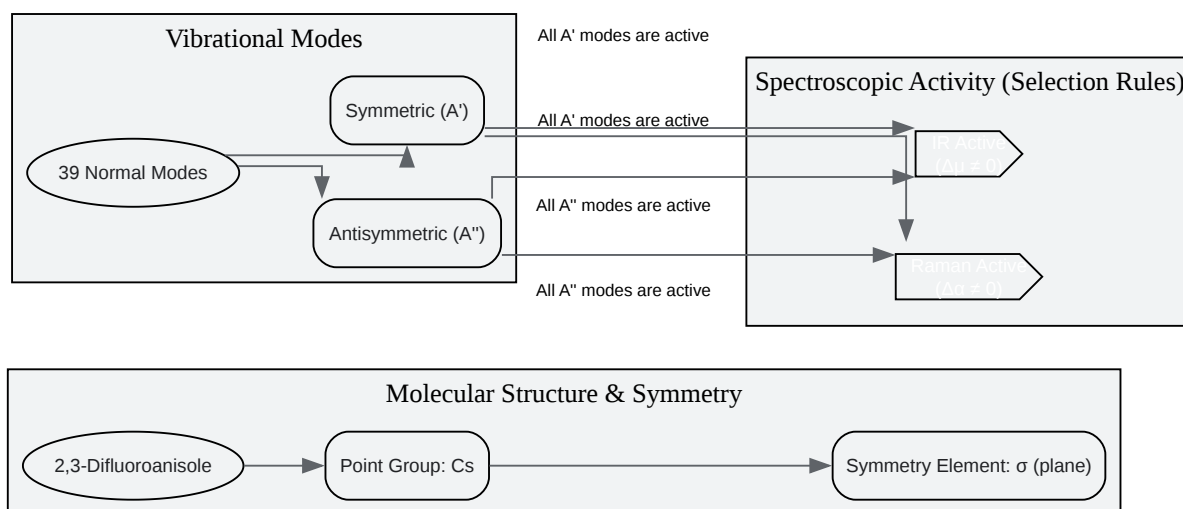 Vibrational Modes
All A' modes are active
Spectroscopic Activity (Selection Rules)
Symmetric (A')
All A' modes are active
IR Active
(Δμ ≠ 0)
39 Normal Modes
All A'' modes are active
Antisymmetric (A'')
Raman Active
(Δα ≠ 0)
All A'' modes are active
Molecular Structure & Symmetry
2,3-Difluoroanisole
Point Group: Cs
Symmetry Element: σ (plane)